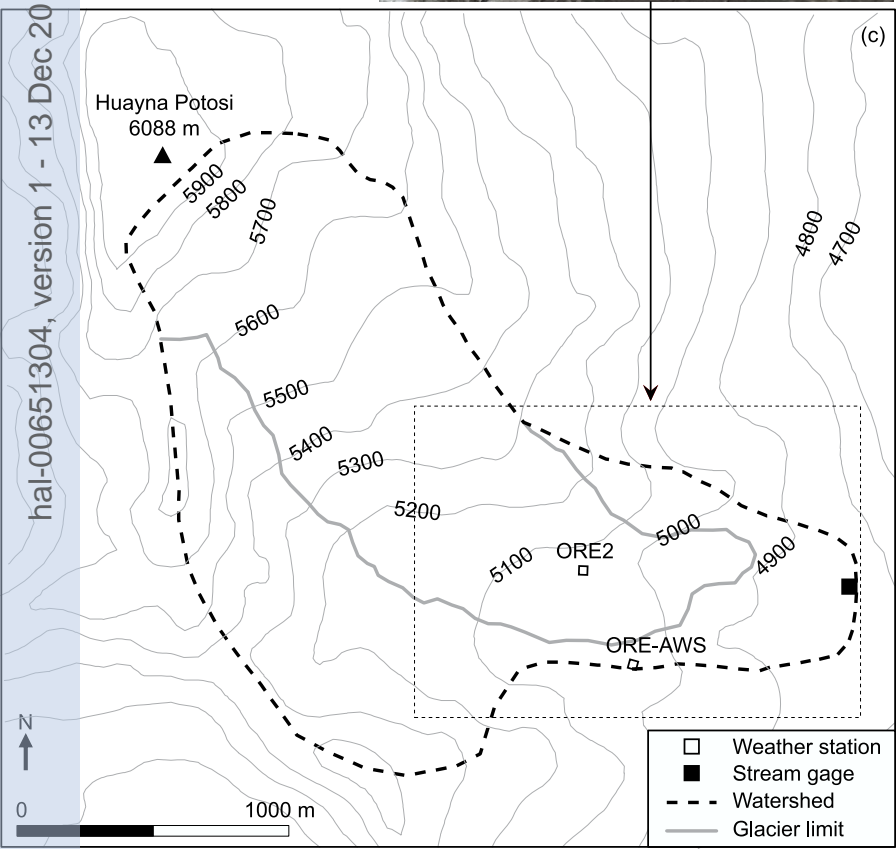 (c)
hal-00651304, version 1 - 13 Dec 20
Huayna Potosi
6088 m
5900
5800
5700
4800
4700
5600
5500
5400
5300
5200
5000
4900
5100
ORE2
ORE-AWS
N
0 1000 m
Weather station
Stream gage
Watershed
Glacier limit